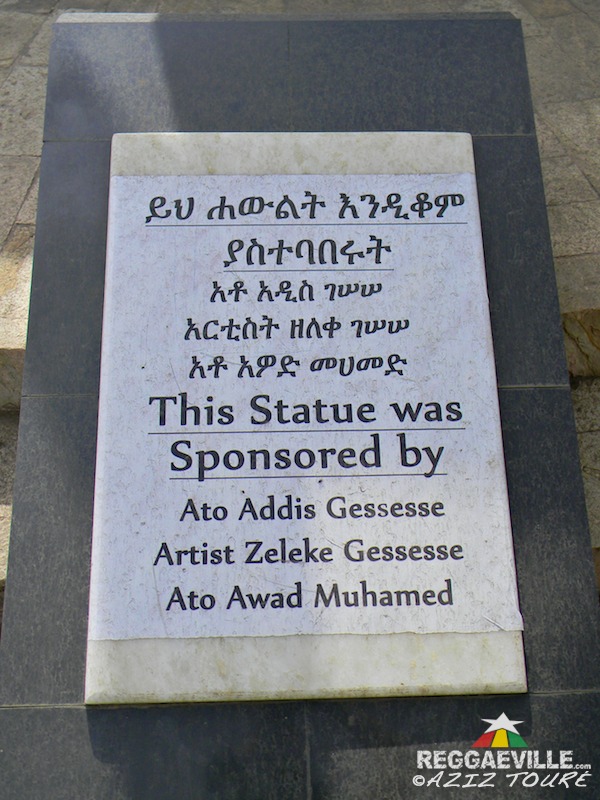 ይህ ሐውልት እንዲቆም
ያስተባበሩት
አቶ አዲስ ገሠሠ
አርቲስት ዘለቀ ገሠሠ
አቶ አዎድ መሀመድ
This Statue was
Sponsored by
Ato Addis Gessesse
Artist Zeleke Gessesse
Ato Awad Muhamed
REGGAEVILLE.com
©AZIZ TOURÉ